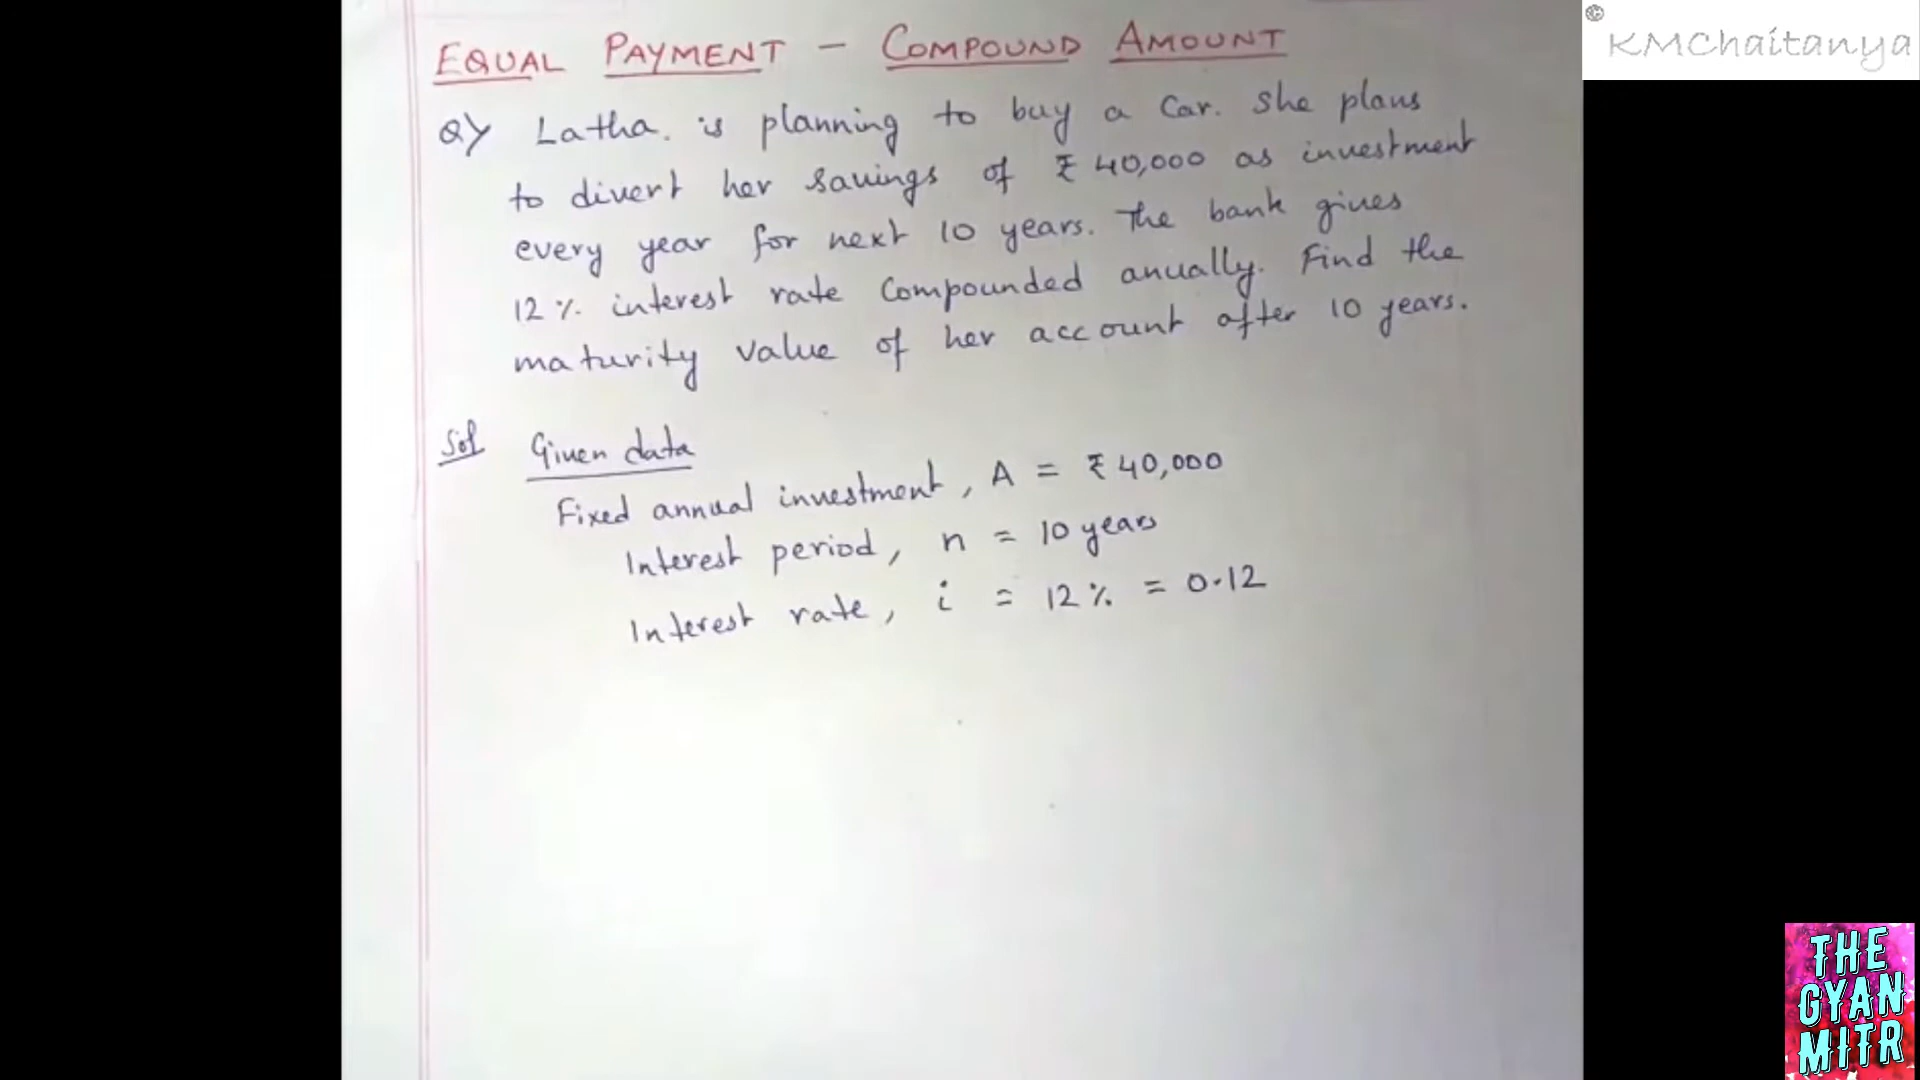 EQUAL PAYMENT - COMPOUND AMOUNT
Q) Latha. is planning to buy a Car. She plans
to divert her savings of ₹ 40,000 as investment
every year for next 10 years. The bank gives
12 %. interest rate Compounded anually. Find the
maturity value of her account after 10 years.
Sol Given data
Fixed annual investment, A = ₹ 40,000
Interest period, n = 10 years
Interest rate, i = 12 % = 0.12
© KMChaitanya
THE
GYAN
MITR